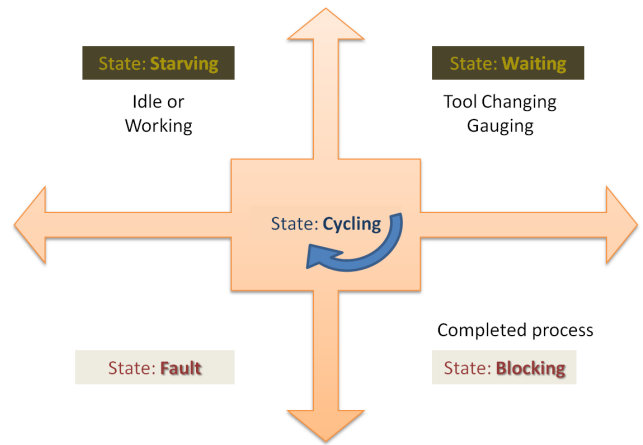 State: Starving
Idle or
Working
State: Waiting
Tool Changing
Gauging
State: Cycling
State: Fault
Completed process
State: Blocking